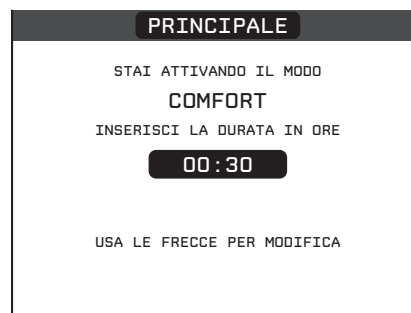 PRINCIPALE
STAI ATTIVANDO IL MODO
COMFORT
INSERISCI LA DURATA IN ORE
00:30
USA LE FRECCE PER MODIFICA